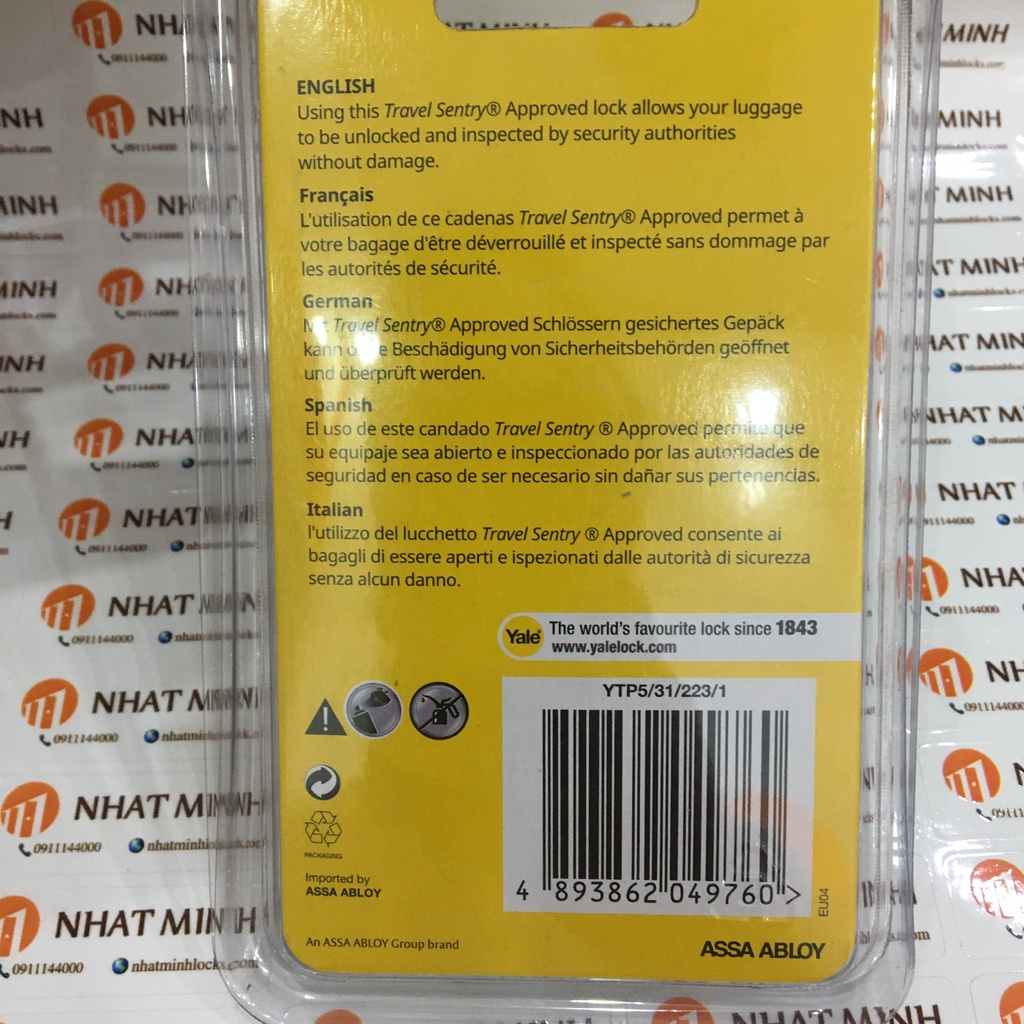 ENGLISH
Using this Travel Sentry® Approved lock allows your luggage
to be unlocked and inspected by security authorities
without damage.
Français
L'utilisation de ce cadenas Travel Sentry® Approved permet à
votre bagage d'être déverrouillé et inspecté sans dommage par
les autorités de sécurité.
German
Travel Sentry® Approved Schlössern gesichertes Gepäck
kann Beschädigung von Sicherheitsbehörden geöffnet
und überprüft werden.
Spanish
El uso de este candado Travel Sentry ® Approved permite que
su equipaje sea abierto e inspeccionado por las autoridades de
seguridad en caso de ser necesario sin dañar sus pertenencias.
Italian
l'utilizzo del lucchetto Travel Sentry ® Approved consente ai
bagagli di essere aperti e ispezionati dalle autorità di sicurezza
senza alcun danno.
Yale®
The world's favourite lock since 1843
www.yalelock.com
YTP5/31/223/1
4 893862 049760 >
EU04
PACKAGING
Imported by
ASSA ABLOY
An ASSA ABLOY Group brand
ASSA ABLOY
NHAT MINH
0911144000
nhatminhlocks.com